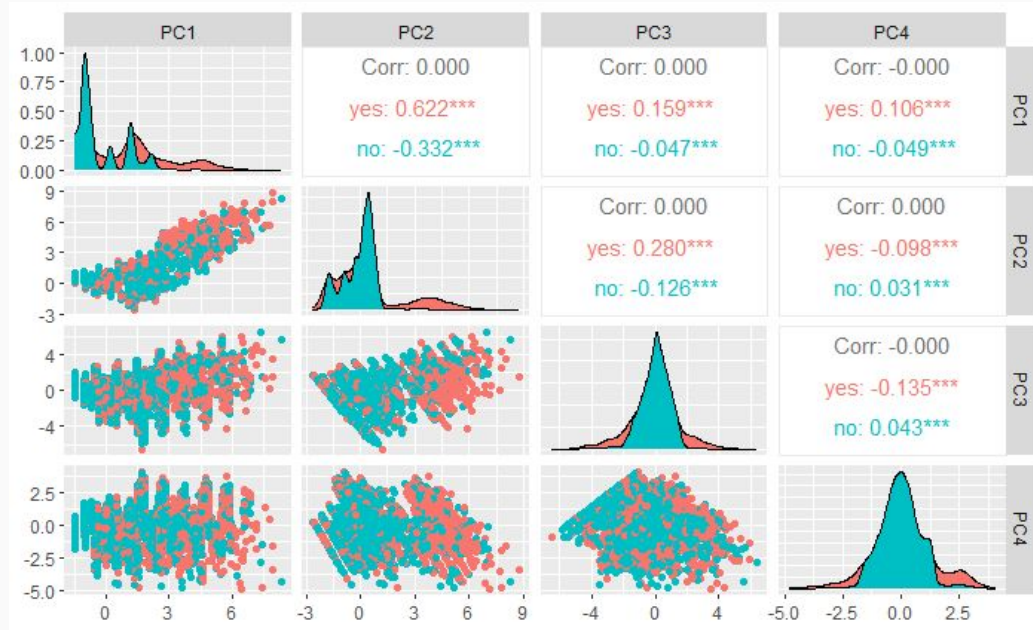 PC1 PC2 PC3 PC4
1.00
0.75
0.50
0.25
0.00
Corr: 0.000
yes: 0.622***
no: -0.332***
Corr: 0.000
yes: 0.159***
no: -0.047***
Corr: -0.000
yes: 0.106***
no: -0.049***
PC1
9
6
3
0
-3
Corr: 0.000
yes: 0.280***
no: -0.126***
Corr: 0.000
yes: -0.098***
no: 0.031***
PC2
4
0
-4
Corr: -0.000
yes: -0.135***
no: 0.043***
PC3
2.5
0.0
-2.5
-5.0
PC4
0 3 6
-3 0 3 6 9
-4 0 4
-5.0 -2.5 0.0 2.5